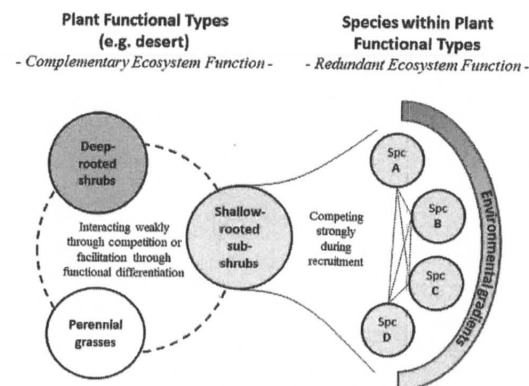 Plant Functional Types
(e.g. desert)
- Complementary Ecosystem Function -
Species within Plant
Functional Types
- Redundant Ecosystem Function -
Deep-
rooted
shrubs
Interacting weakly
through competition or
facilitation through
functional differentiation
Perennial
grasses
Shallow-
rooted
sub-
shrubs
Competing
strongly
during
recruitment
Spc
A
Spc
B
Spc
C
Spc
D
Environmental gradients